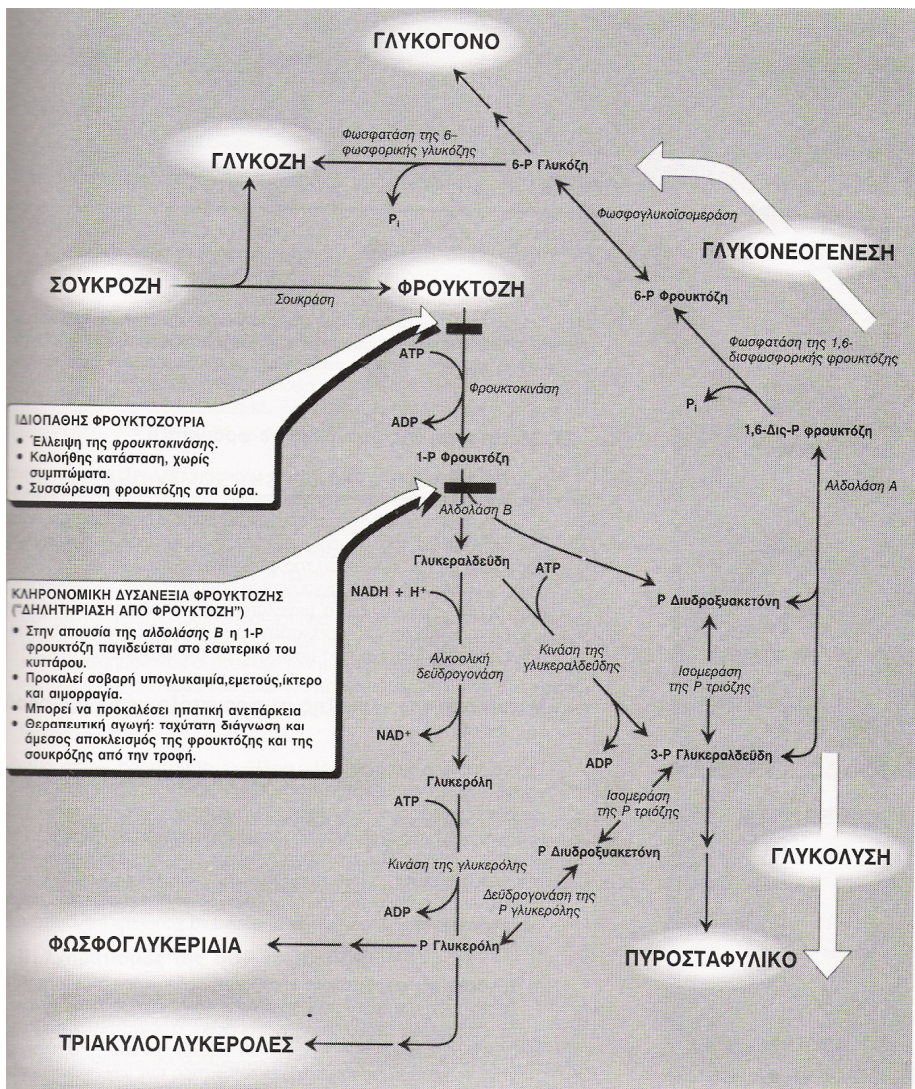 ΓΛΥΚΟΓΟΝΟ
Φωσφατάση της 6–
φωσφορικής γλυκόζης
ΓΛΥΚΟΖΗ
6-Ρ Γλυκόζη
Pi
Φωσφογλυκοϊσομεράση
ΓΛΥΚΟΝΕΟΓΕΝΕΣΗ
ΣΟΥΚΡΟΖΗ
Σουκράση
ΦΡΟΥΚΤΟΖΗ
6-Ρ Φρουκτόζη
Φωσφατάση της 1,6-
δισφωσφορικής φρουκτόζης
ATP
Φρουκτοκινάση
ADP
Pi
1,6-Δις-Ρ φρουκτόζη
ΙΔΙΟΠΑΘΗΣ ΦΡΟΥΚΤΟΖΟΥΡΙΑ
• Έλλειψη της φρουκτοκινάσης.
• Καλοήθης κατάσταση, χωρίς
συμπτώματα.
• Συσσώρευση φρουκτόζης στα ούρα.
1-Ρ Φρουκτόζη
Αλδολάση Α
Αλδολάση Β
Γλυκεραλδεΰδη
ATP
NADH + H+
Ρ Διυδροξυακετόνη
ΚΛΗΡΟΝΟΜΙΚΗ ΔΥΣΑΝΕΞΙΑ ΦΡΟΥΚΤΟΖΗΣ
("ΔΗΛΗΤΗΡΙΑΣΗ ΑΠΟ ΦΡΟΥΚΤΟΖΗ")
• Στην απουσία της αλδολάσης Β η 1-Ρ
φρουκτόζη παγιδεύεται στο εσωτερικό του
κυττάρου.
• Προκαλεί σοβαρή υπογλυκαιμία,εμετούς,ίκτερο
και αιμορραγία.
• Μπορεί να προκαλέσει ηπατική ανεπάρκεια
• Θεραπευτική αγωγή: ταχύτατη διάγνωση και
άμεσος αποκλεισμός της φρουκτόζης και της
σουκρόζης από την τροφή.
Αλκοολική
δεϋδρογονάση
Κινάση της
γλυκεραλδεΰδης
Ισομεράση
της Ρ τριόζης
NAD+
ADP
3-Ρ Γλυκεραλδεΰδη
Γλυκερόλη
ATP
Ισομεράση
της Ρ τριόζης
Ρ Διυδροξυακετόνη
ΓΛΥΚΟΛΥΣΗ
Κινάση της γλυκερόλης
Δεϋδρογονάση της
Ρ γλυκερόλης
ADP
ΦΩΣΦΟΓΛΥΚΕΡΙΔΙΑ
Ρ Γλυκερόλη
ΠΥΡΟΣΤΑΦΥΛΙΚΟ
ΤΡΙΑΚΥΛΟΓΛΥΚΕΡΟΛΕΣ